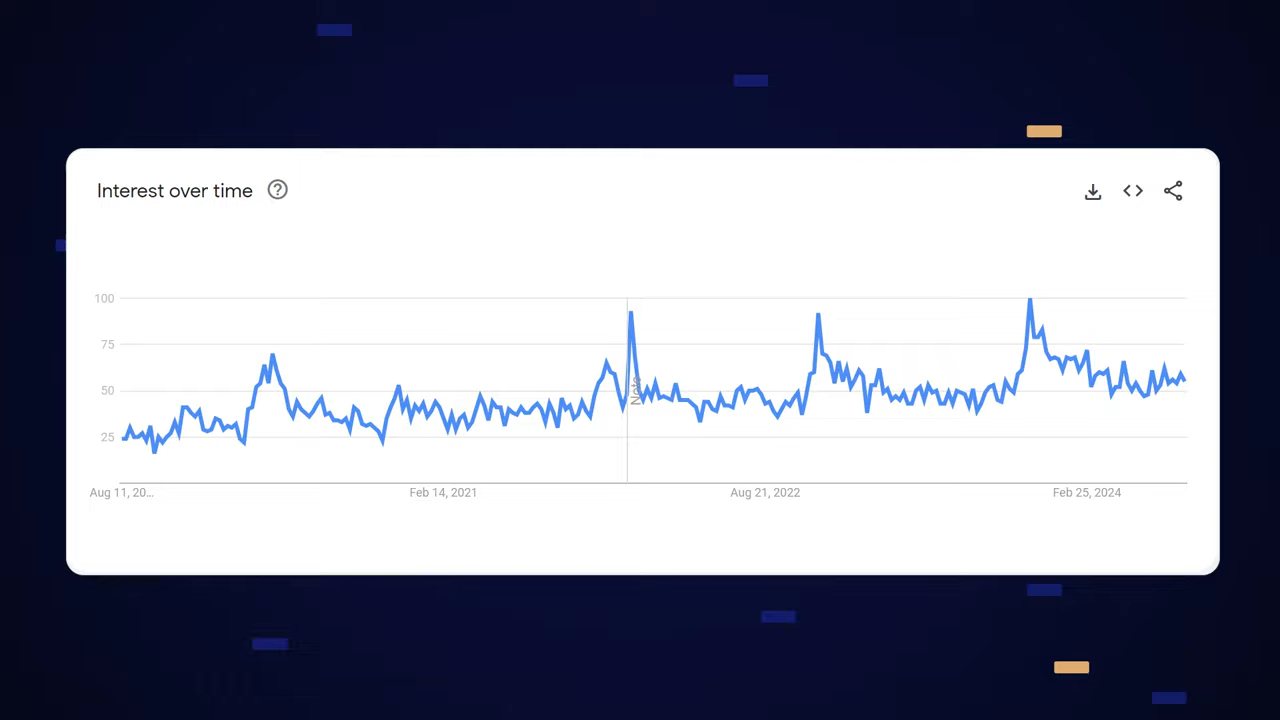 Interest over time
100
75
50
25
Note
Aug 11, 20...
Feb 14, 2021
Aug 21, 2022
Feb 25, 2024